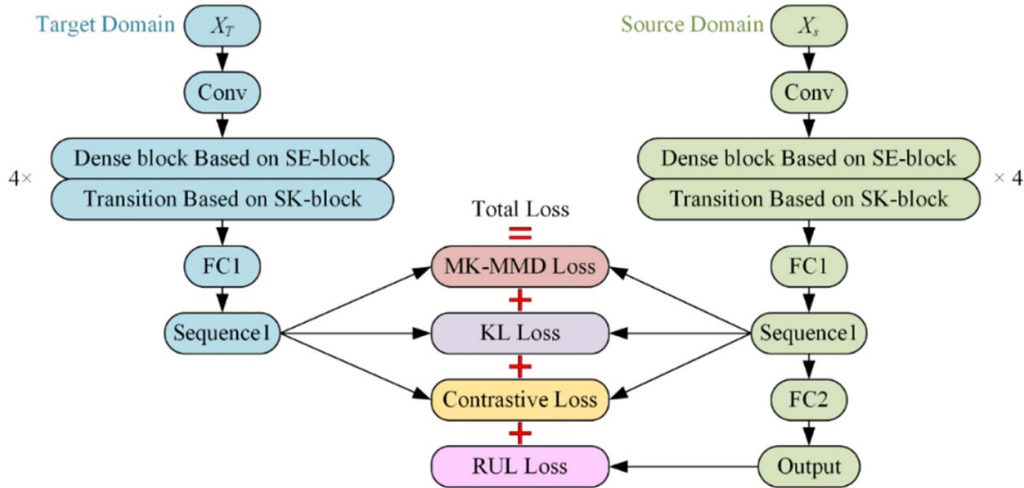 Target Domain
X_T
Source Domain
X_s
Conv
Conv
Dense block Based on SE-block
Dense block Based on SE-block
4×
× 4
Transition Based on SK-block
Transition Based on SK-block
Total Loss
=
FC1
MK-MMD Loss
FC1
+
Sequence1
KL Loss
Sequence1
+
Contrastive Loss
FC2
+
RUL Loss
Output